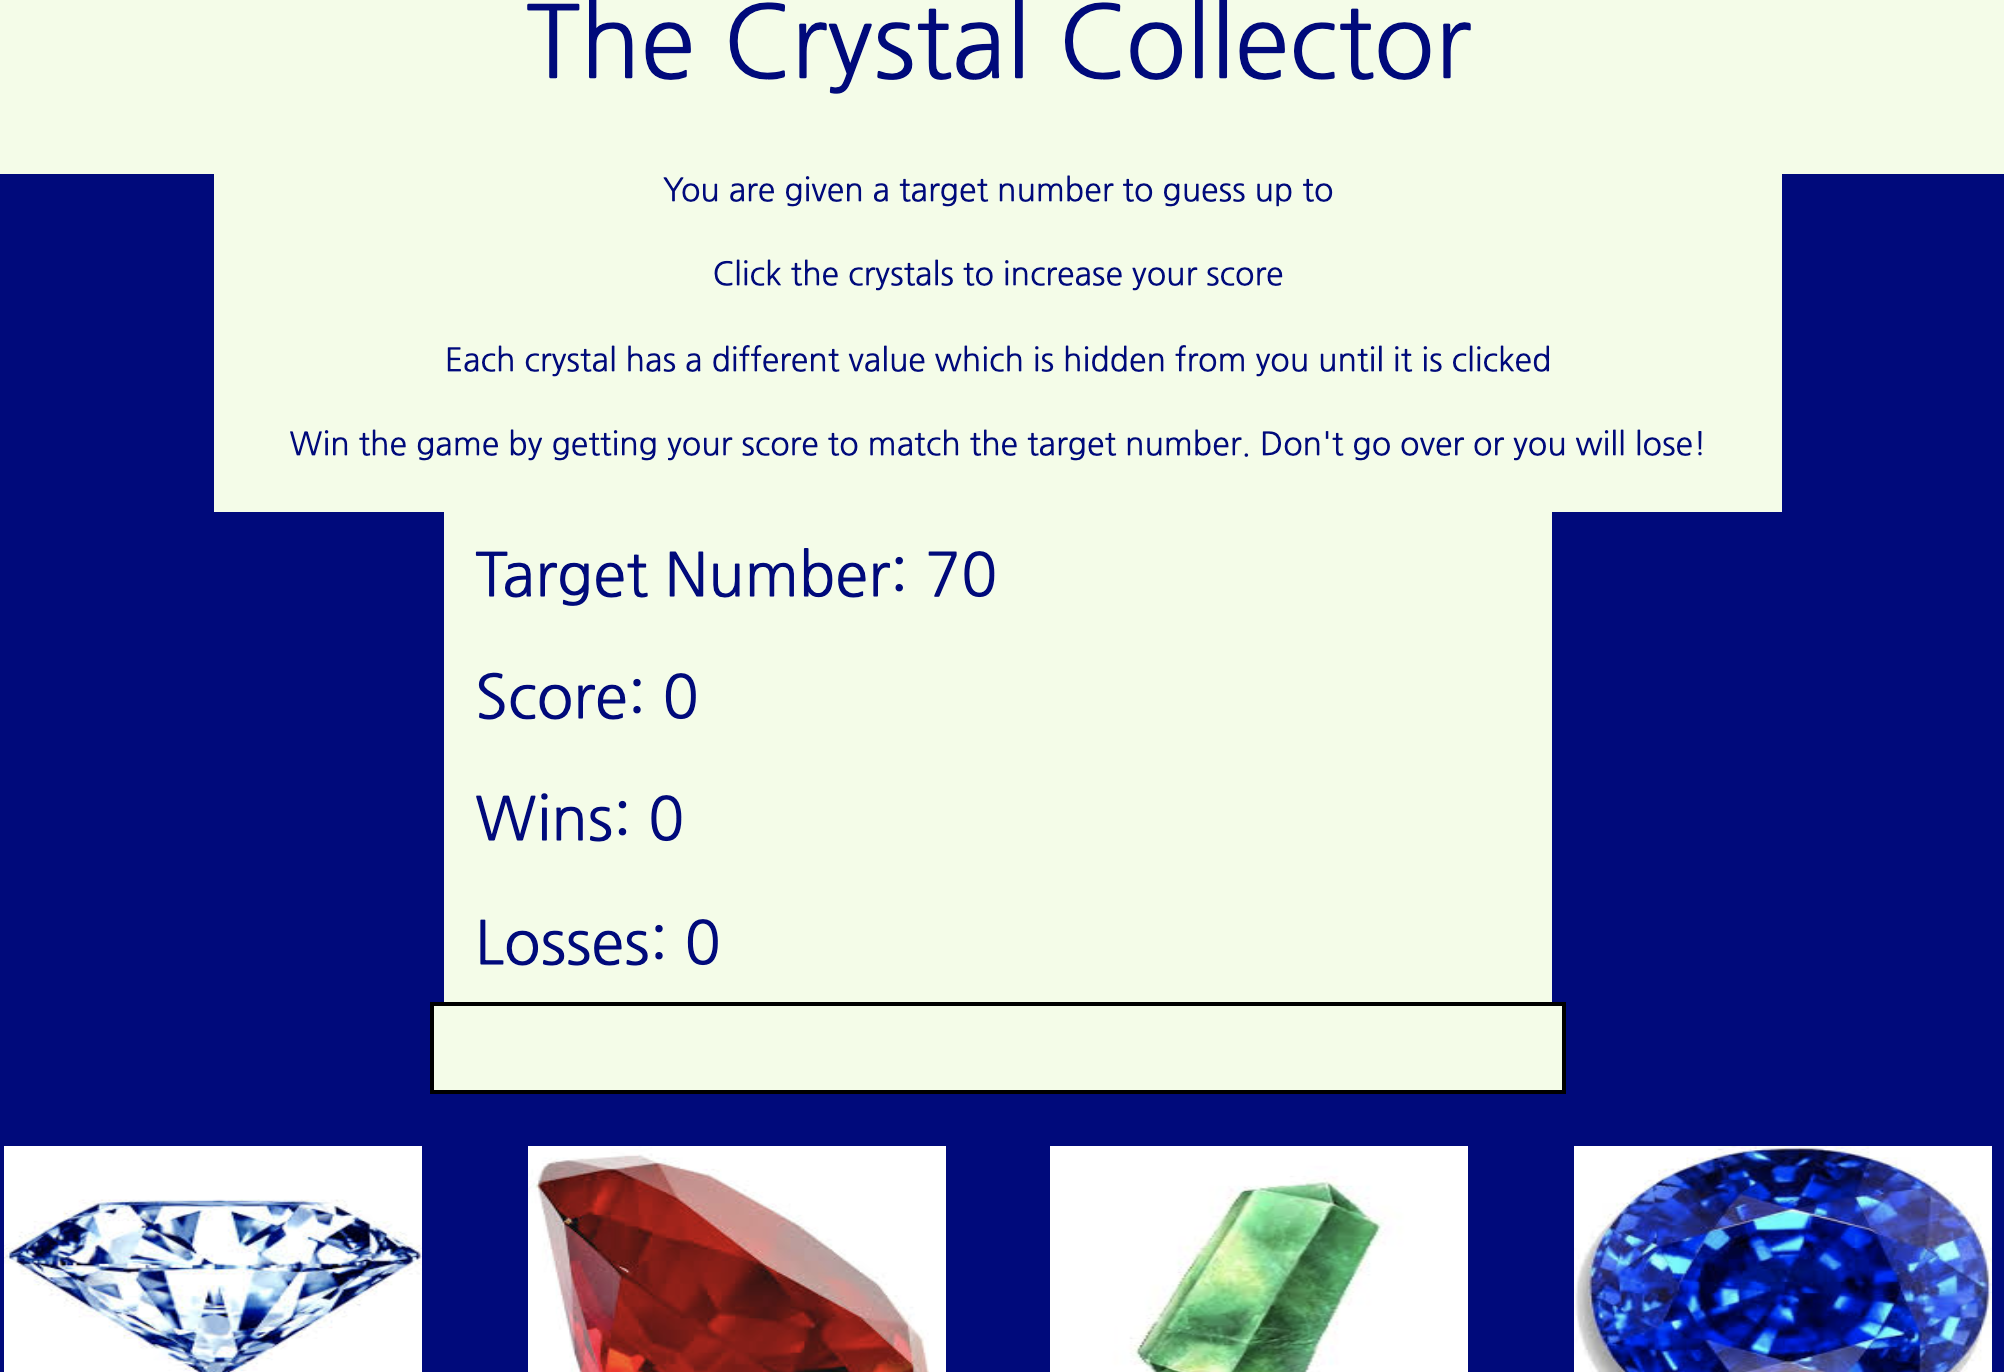 The Crystal Collector
You are given a target number to guess up to
Click the crystals to increase your score
Each crystal has a different value which is hidden from you until it is clicked
Win the game by getting your score to match the target number. Don't go over or you will lose!
Target Number: 70
Score: 0
Wins: 0
Losses: 0